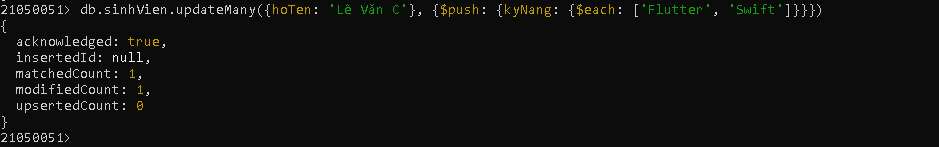 21050051> db.sinhVien.updateMany({hoTen: 'Lê Văn C'}, {$push: {kyNang: {$each: ['Flutter', 'Swift']}}})
{
  acknowledged: true,
  insertedId: null,
  matchedCount: 1,
  modifiedCount: 1,
  upsertedCount: 0
}
21050051>